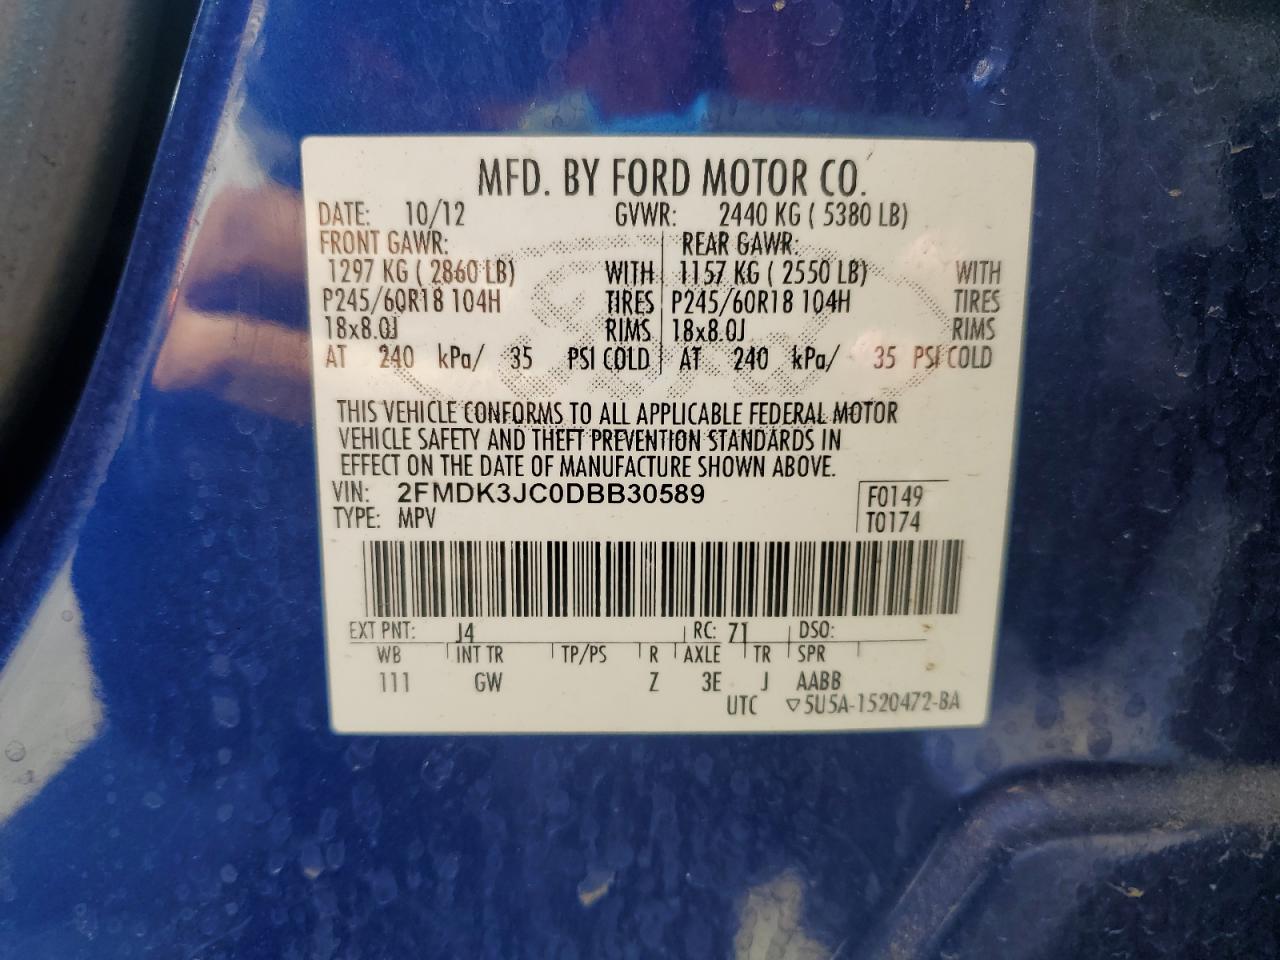 MFD. BY FORD MOTOR CO.
DATE: 10/12 GVWR: 2440 KG ( 5380 LB)
FRONT GAWR: REAR GAWR:
1297 KG ( 2860 LB) WITH 1157 KG ( 2550 LB) WITH
P245/60R18 104H TIRES P245/60R18 104H TIRES
18x8.0J RIMS 18x8.0J RIMS
AT 240 kPa/ 35 PSI COLD AT 240 kPa/ 35 PSI COLD
THIS VEHICLE CONFORMS TO ALL APPLICABLE FEDERAL MOTOR
VEHICLE SAFETY AND THEFT PREVENTION STANDARDS IN
EFFECT ON THE DATE OF MANUFACTURE SHOWN ABOVE.
VIN: 2FMDK3JC0DBB30589 F0149
TYPE: MPV T0174
EXT PNT: J4 RC: 71 DSO:
WB INT TR TP/PS R AXLE TR SPR
111 GW Z 3E J AABB
UTC ▽5U5A-1520472-BA